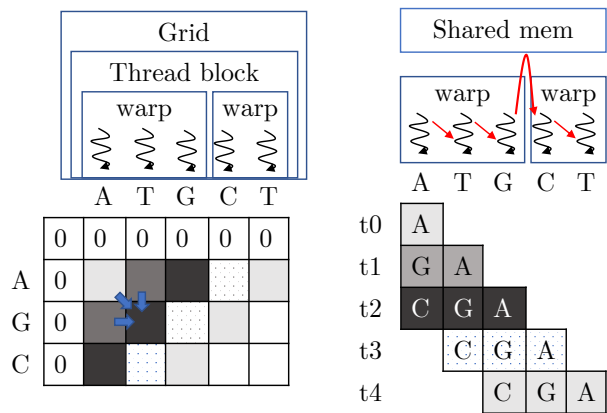 Grid
Thread block
warp warp
A T G C T
0 0 0 0 0 0
A 0
G 0
C 0
Shared mem
warp warp
A T G C T
t0 A
t1 G A
t2 C G A
t3 C G A
t4 C G A